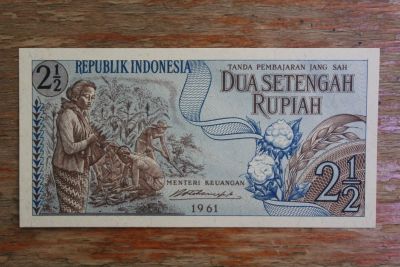 REPUBLIK INDONESIA
2½
TANDA PEMBAJARAN JANG SAH
DUA SETENGAH
RUPIAH
MENTERI KEUANGAN
1961
2½